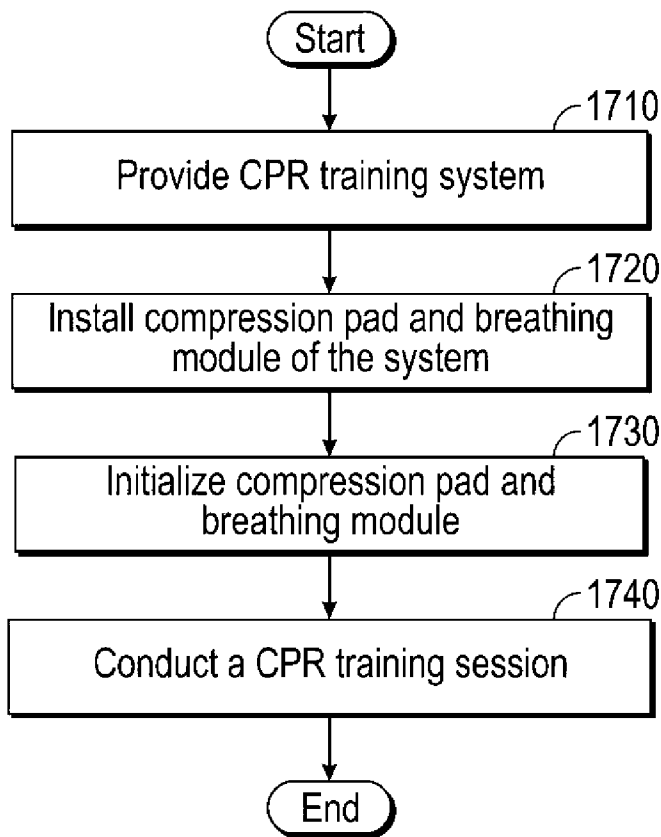 Start
1710
Provide CPR training system
1720
Install compression pad and breathing
module of the system
1730
Initialize compression pad and
breathing module
1740
Conduct a CPR training session
End